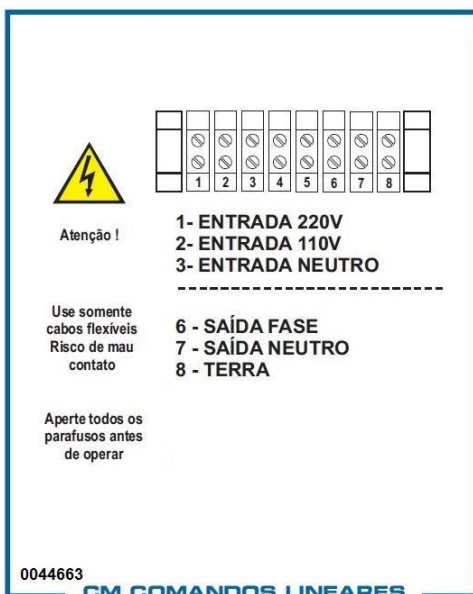 1 2 3 4 5 6 7 8
Atenção !
1- ENTRADA 220V
2- ENTRADA 110V
3- ENTRADA NEUTRO
--------------------------
Use somente
cabos flexíveis
Risco de mau
contato
6 - SAÍDA FASE
7 - SAÍDA NEUTRO
8 - TERRA
Aperte todos os
parafusos antes
de operar
0044663
CM COMANDOS LINEARES